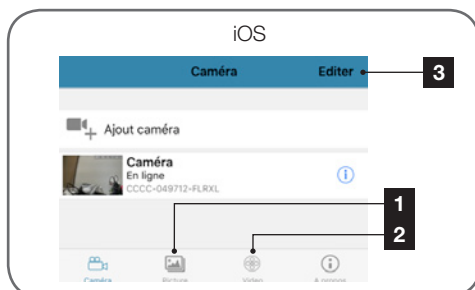 iOS
Caméra Editer 3
Ajout caméra
Caméra
En ligne
CCCC-049712-FLRXL
1
2
Caméra Picture Video A propos